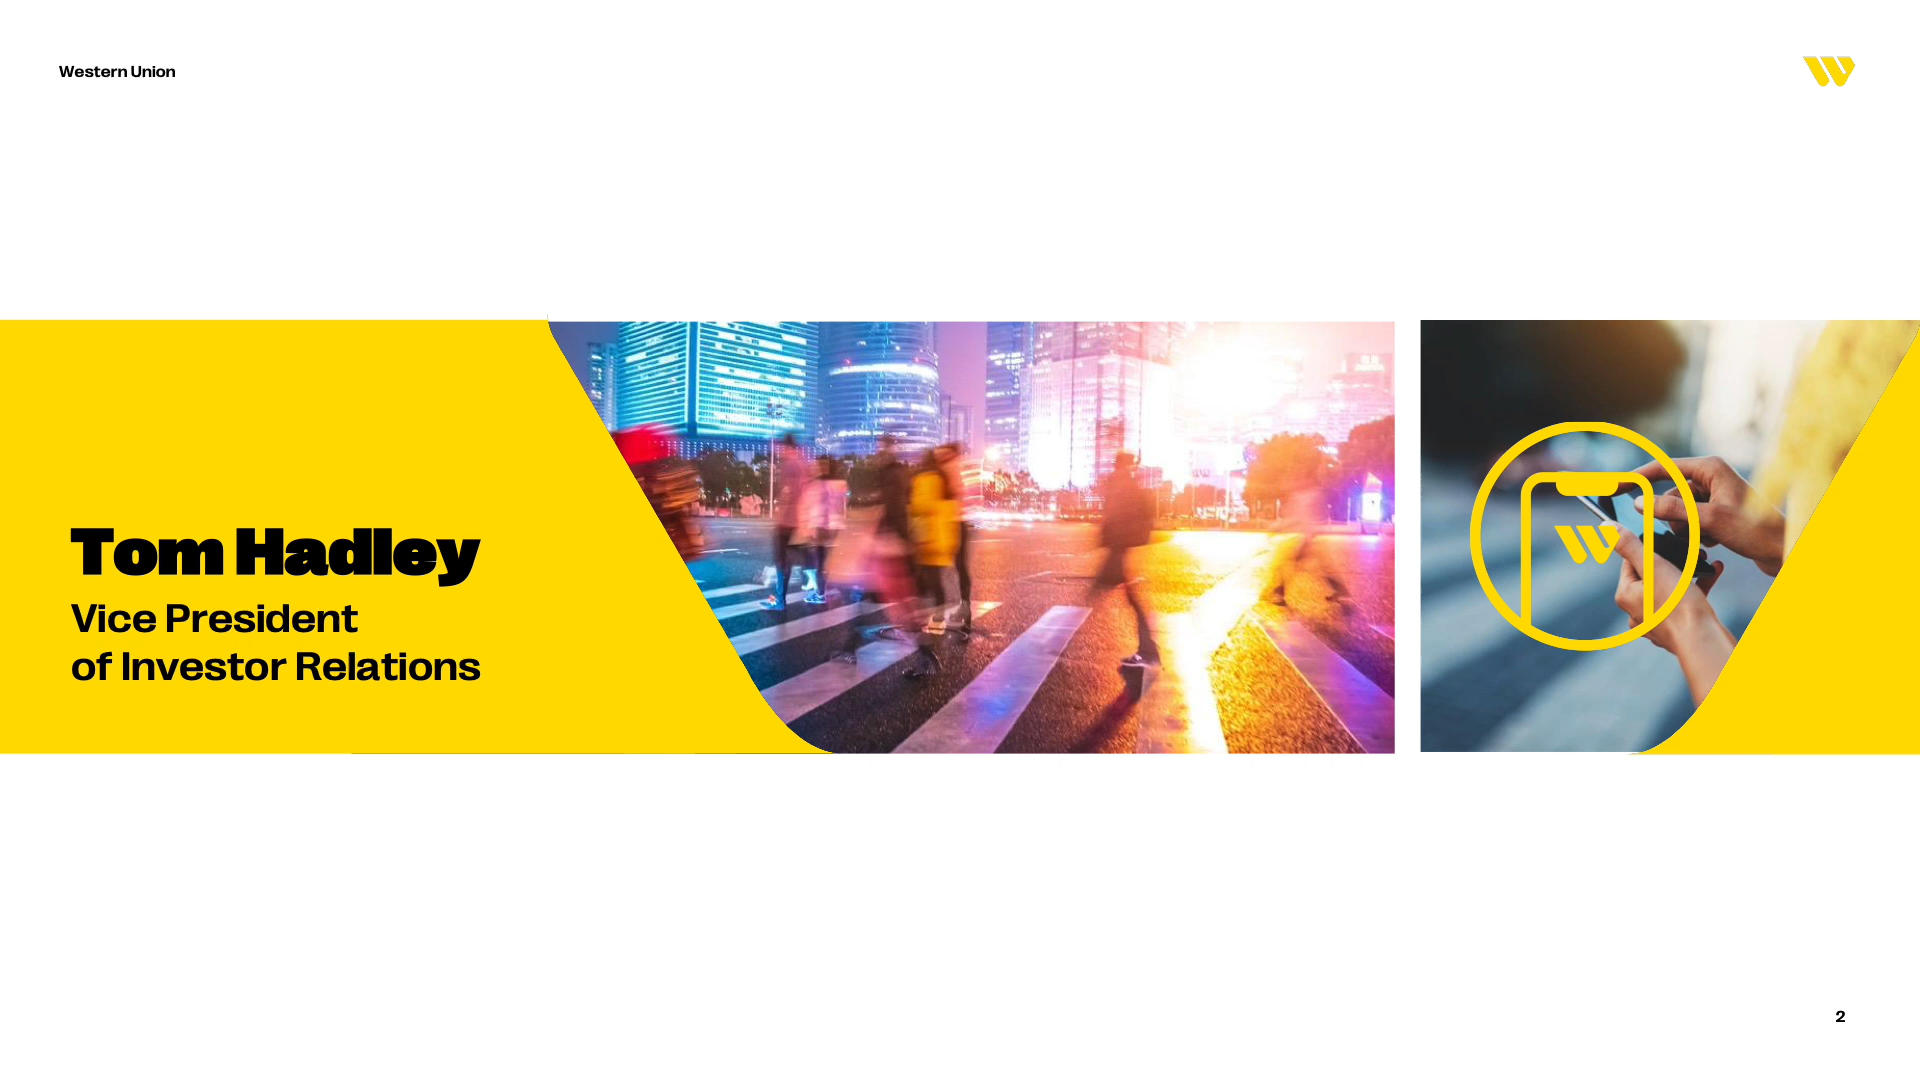 Western Union
Tom Hadley
Vice President
of Investor Relations
2